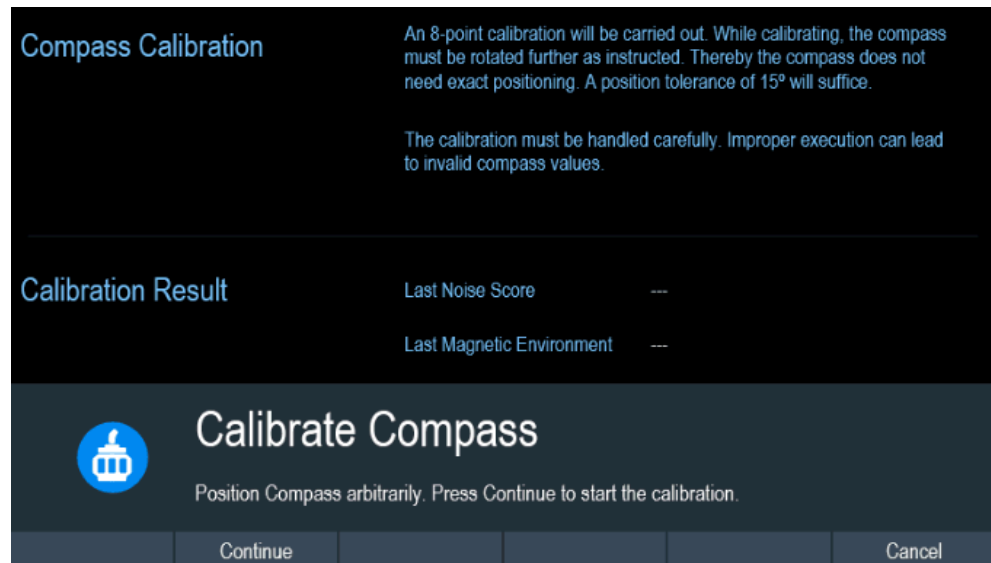 Compass Calibration
An 8-point calibration will be carried out. While calibrating, the compass
must be rotated further as instructed. Thereby the compass does not
need exact positioning. A position tolerance of 15º will suffice.
The calibration must be handled carefully. Improper execution can lead
to invalid compass values.
Calibration Result
Last Noise Score ---
Last Magnetic Environment ---
Calibrate Compass
Position Compass arbitrarily. Press Continue to start the calibration.
Continue Cancel